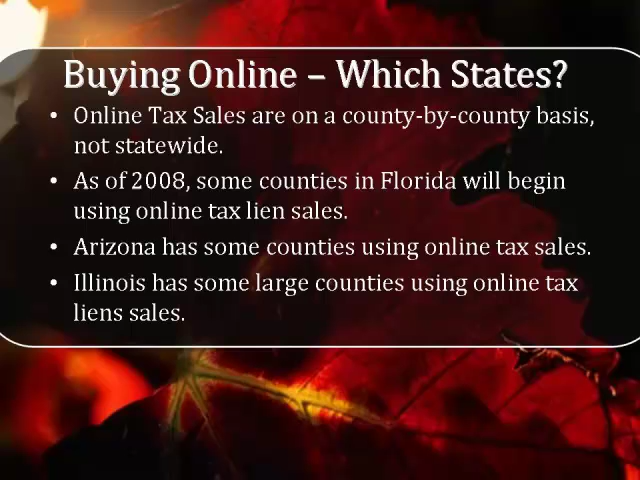 Buying Online – Which States?
• Online Tax Sales are on a county-by-county basis,
not statewide.
• As of 2008, some counties in Florida will begin
using online tax lien sales.
• Arizona has some counties using online tax sales.
• Illinois has some large counties using online tax
liens sales.